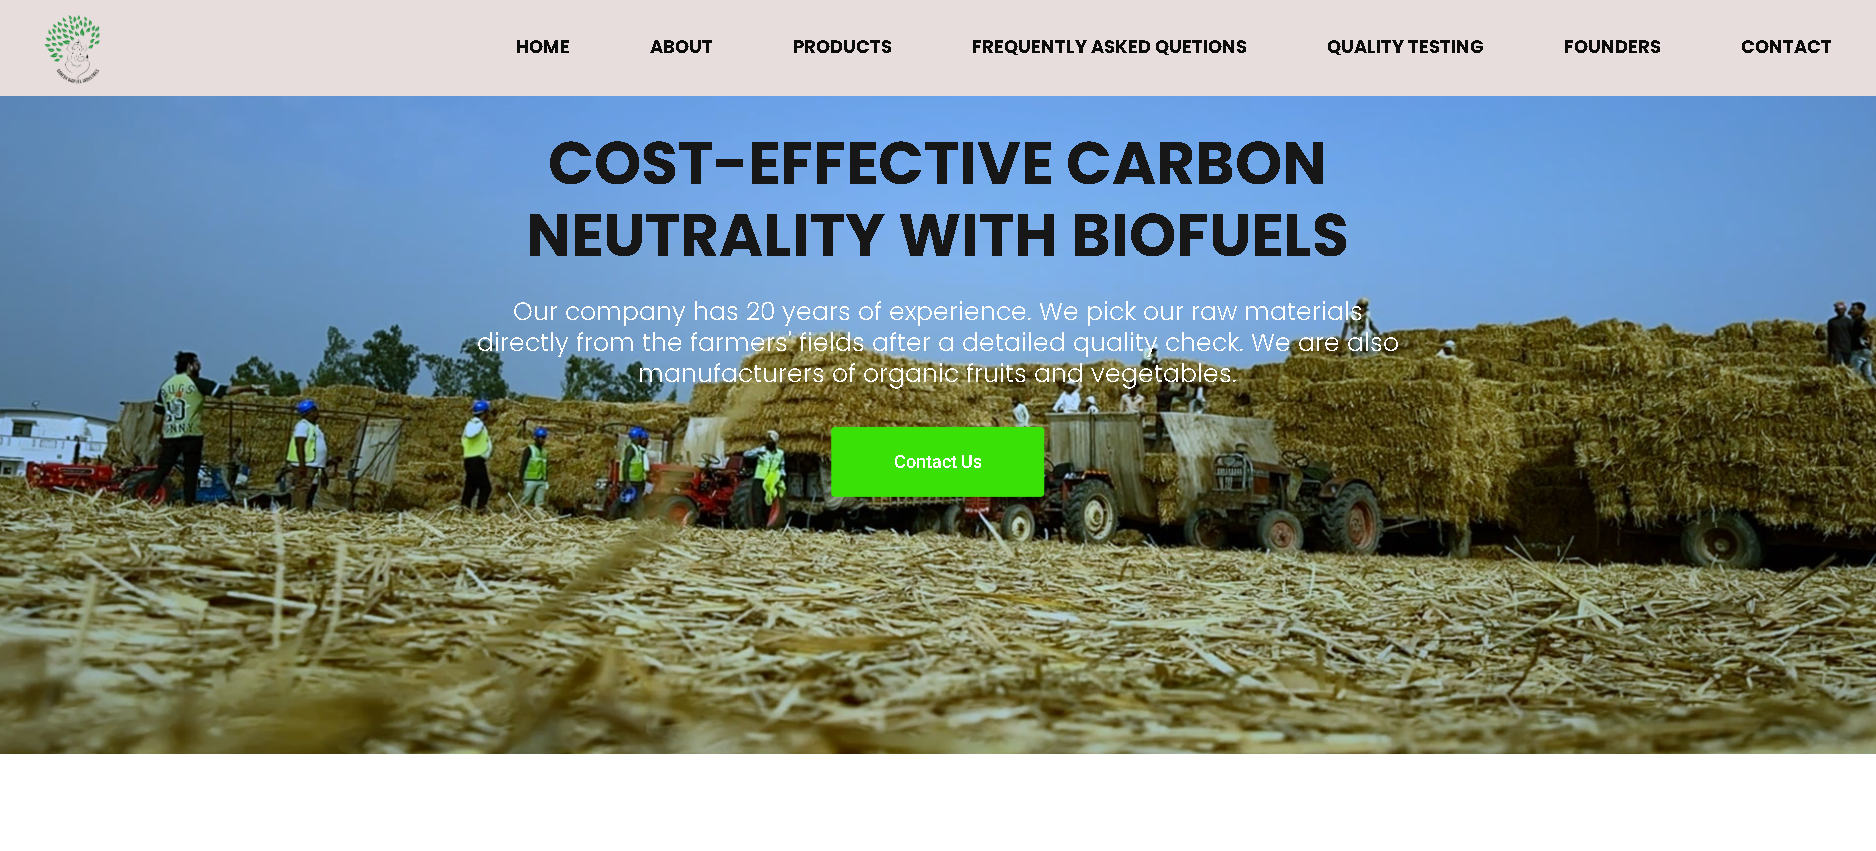 HOME ABOUT PRODUCTS FREQUENTLY ASKED QUETIONS QUALITY TESTING FOUNDERS CONTACT
COST-EFFECTIVE CARBON
NEUTRALITY WITH BIOFUELS
Our company has 20 years of experience. We pick our raw materials
directly from the farmers' fields after a detailed quality check. We are also
manufacturers of organic fruits and vegetables.
Contact Us